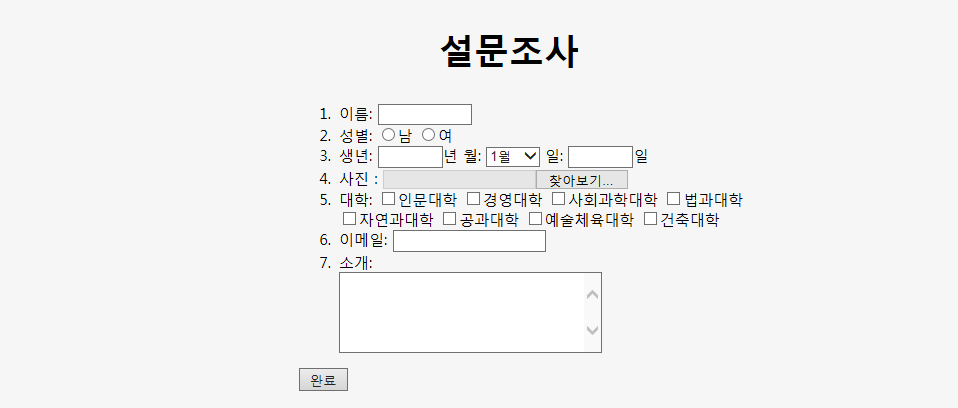 설문조사
1. 이름:
2. 성별: 남 여
3. 생년: 년 월: 1월 일: 일
4. 사진 : 찾아보기...
5. 대학: 인문대학 경영대학 사회과학대학 법과대학
자연과대학 공과대학 예술체육대학 건축대학
6. 이메일:
7. 소개:
완료